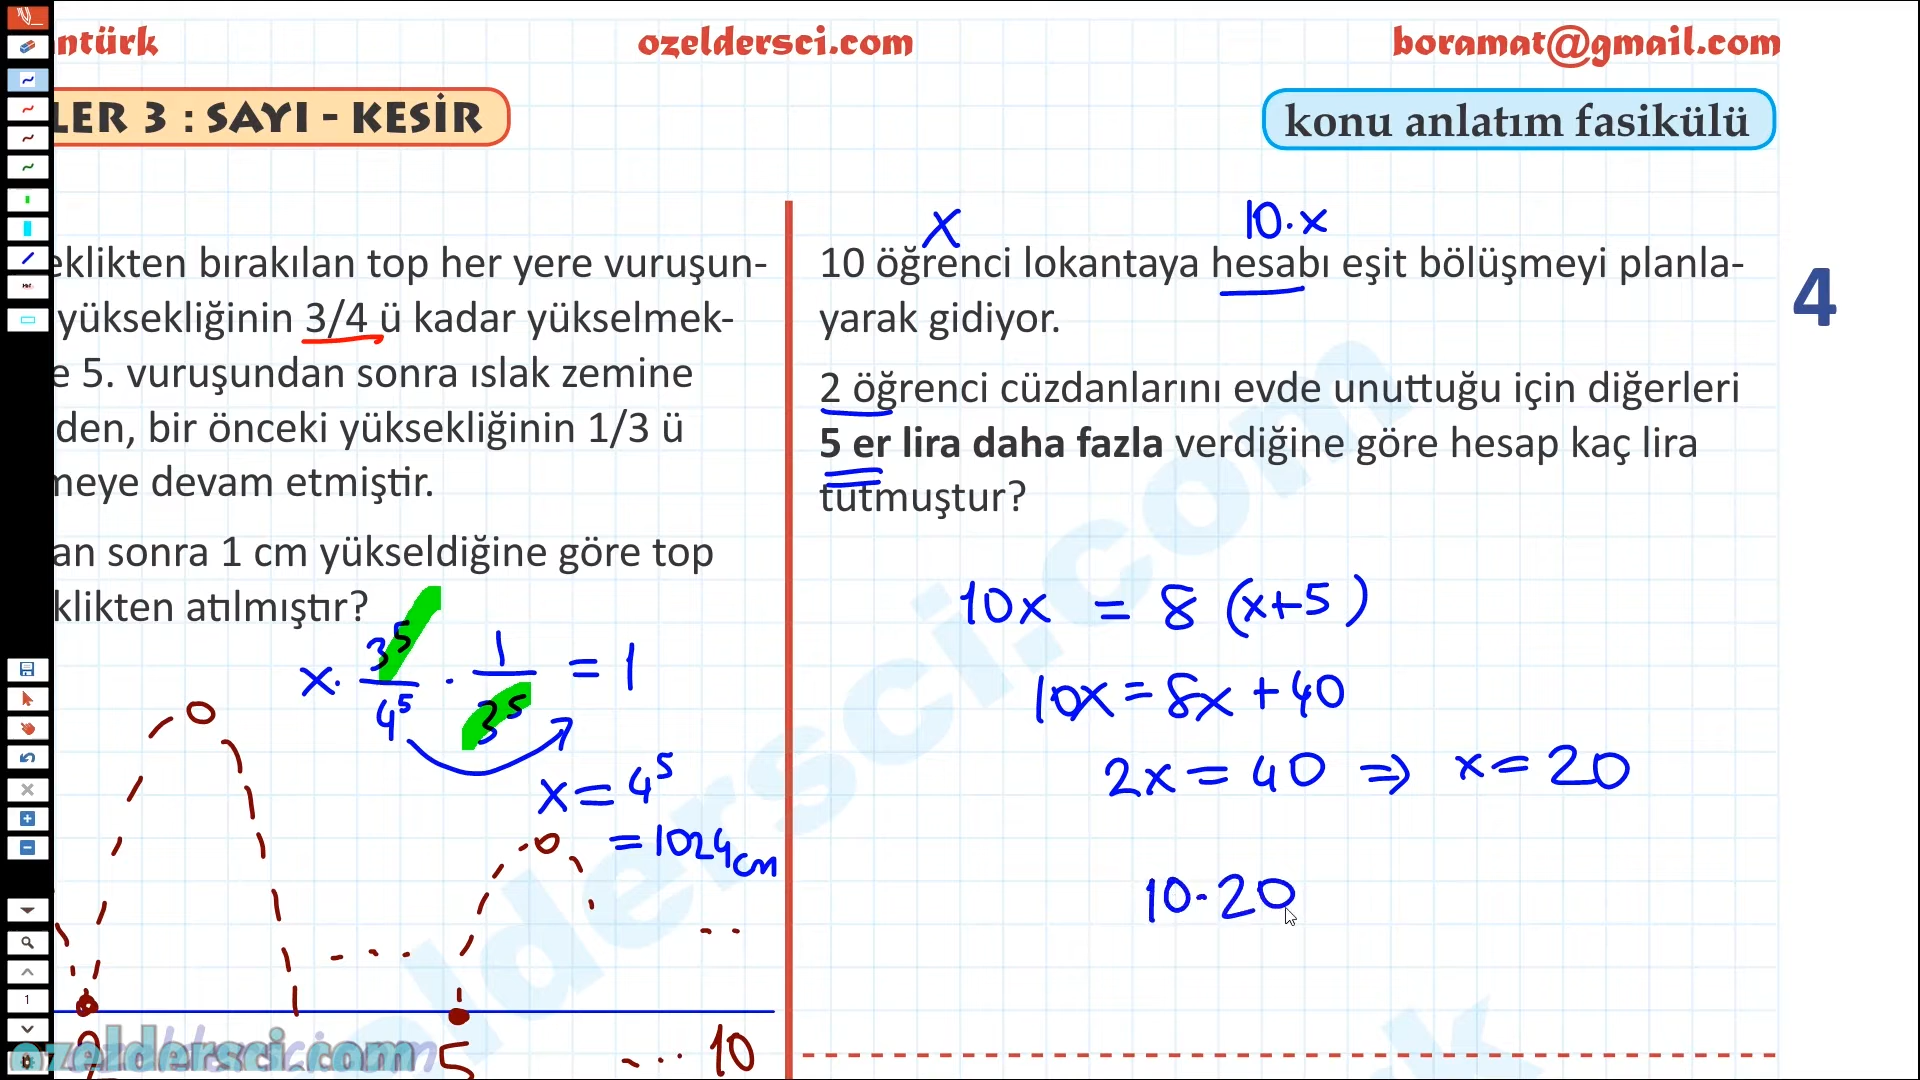 ntürk
ozeldersci.com
boramat@gmail.com
LER 3 : SAYI - KESİR
konu anlatım fasikülü
eklikten bırakılan top her yere vuruşun-
yüksekliğinin 3/4 ü kadar yükselmek-
e 5. vuruşundan sonra ıslak zemine
den, bir önceki yüksekliğinin 1/3 ü
meye devam etmiştir.
an sonra 1 cm yükseldiğine göre top
klikten atılmıştır?
x · 3⁵/4⁵ · 1/3⁵ = 1
x = 4⁵
= 1024 cm
5 ... 10
x 10·x
10 öğrenci lokantaya hesabı eşit bölüşmeyi planla-
yarak gidiyor.
4
2 öğrenci cüzdanlarını evde unuttuğu için diğerleri
5 er lira daha fazla verdiğine göre hesap kaç lira
tutmuştur?
10x = 8 (x+5)
10x = 8x + 40
2x = 40 ⇒ x = 20
10·20
1
ozeldersci.com